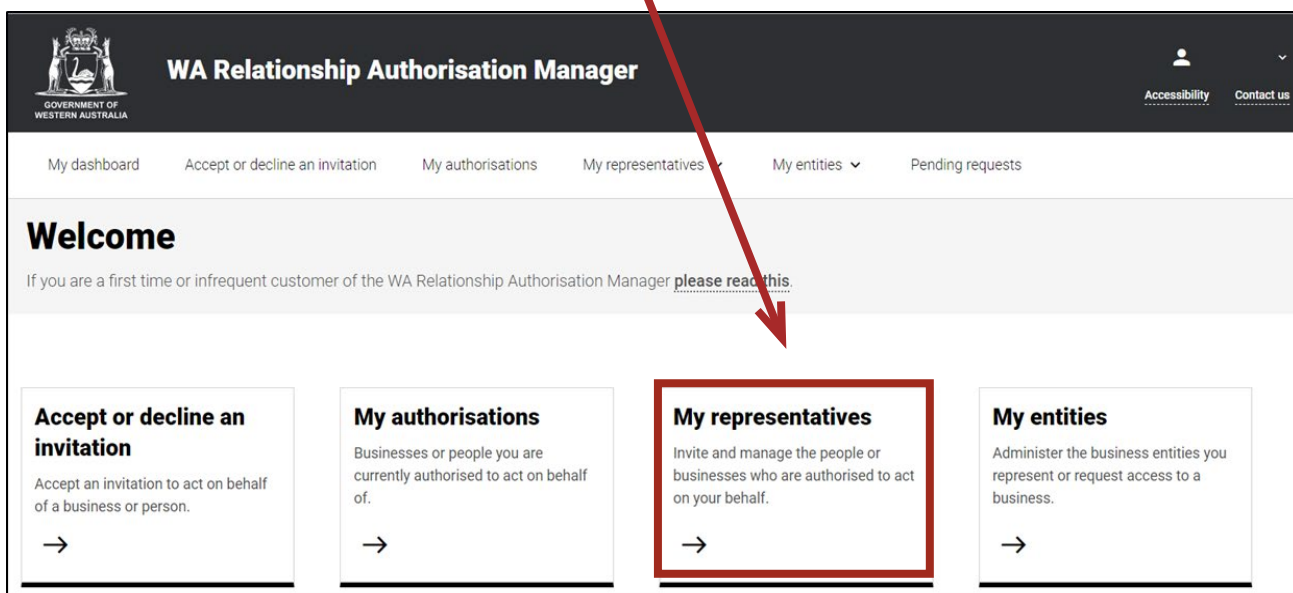 WA Relationship Authorisation Manager
GOVERNMENT OF
WESTERN AUSTRALIA
Accessibility Contact us
My dashboard Accept or decline an invitation My authorisations My representatives My entities Pending requests
Welcome
If you are a first time or infrequent customer of the WA Relationship Authorisation Manager please read this.
Accept or decline an
invitation
Accept an invitation to act on behalf
of a business or person.
My authorisations
Businesses or people you are
currently authorised to act on behalf
of.
My representatives
Invite and manage the people or
businesses who are authorised to act
on your behalf.
My entities
Administer the business entities you
represent or request access to a
business.